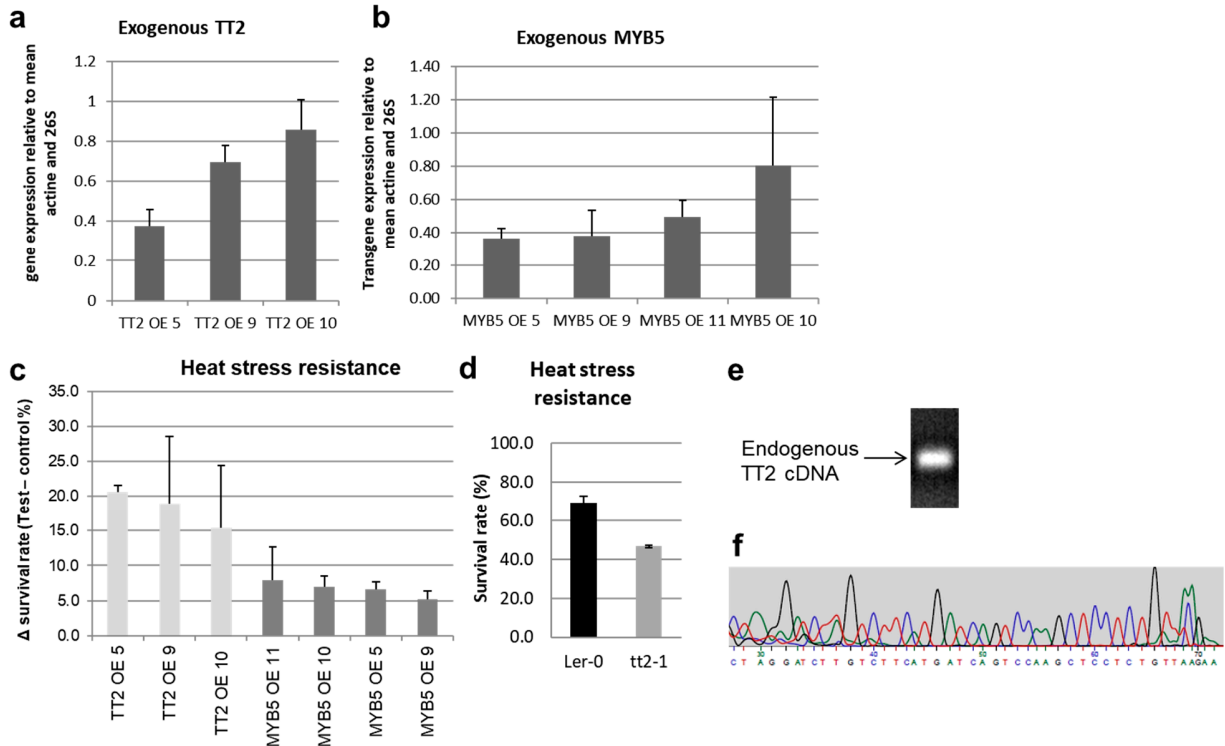 a
Exogenous TT2
gene expression relative to mean
actine and 26S
1.2
1
0.8
0.6
0.4
0.2
0
TT2 OE 5 TT2 OE 9 TT2 OE 10
b
Exogenous MYB5
Transgene expression relative to
mean actine and 26S
1.40
1.20
1.00
0.80
0.60
0.40
0.20
0.00
MYB5 OE 5 MYB5 OE 9 MYB5 OE 11 MYB5 OE 10
c
Heat stress resistance
Δ survival rate (Test – control %)
35.0
30.0
25.0
20.0
15.0
10.0
5.0
0.0
TT2 OE 5
TT2 OE 9
TT2 OE 10
MYB5 OE 11
MYB5 OE 10
MYB5 OE 5
MYB5 OE 9
d
Heat stress
resistance
Survival rate (%)
100.0
80.0
60.0
40.0
20.0
0.0
Ler-0 tt2-1
e
Endogenous
TT2 cDNA
f
30 40 50 60 70
C T A G G A T C T T G T C T T C A T G A T C A G T C C A A G C T C C T C T G T T A A G A A